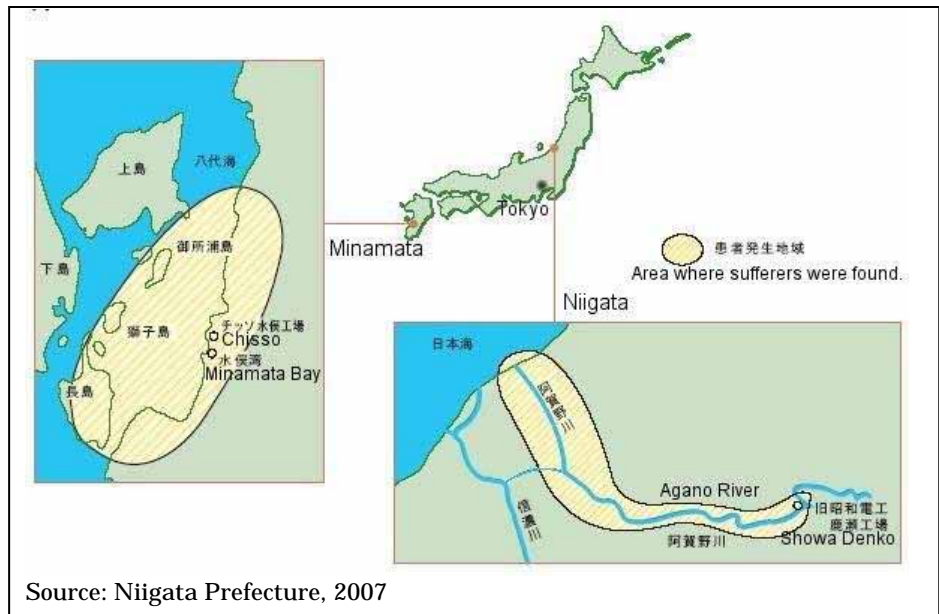 上島
八代海
御所浦島
下島
獅子島
チッソ水俣工場
Chisso
水俣湾
Minamata Bay
長島
Tokyo
Minamata
患者発生地域
Area where sufferers were found.
Niigata
日本海
阿賀野川
信濃川
Agano River
阿賀野川
旧昭和電工
鹿瀬工場
Showa Denko
Source: Niigata Prefecture, 2007